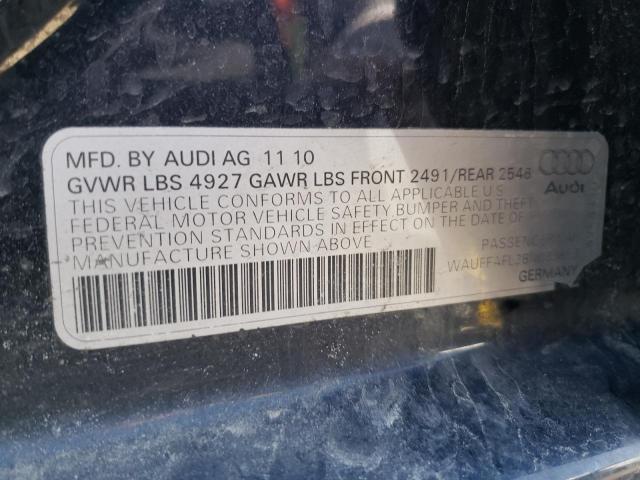 MFD. BY AUDI AG 11 10
GVWR LBS 4927 GAWR LBS FRONT 2491/REAR 2548
THIS VEHICLE CONFORMS TO ALL APPLICABLE U S
FEDERAL MOTOR VEHICLE SAFETY BUMPER AND THEFT
PREVENTION STANDARDS IN EFFECT ON THE DATE OF
MANUFACTURE SHOWN ABOVE
Audi
GERMANY